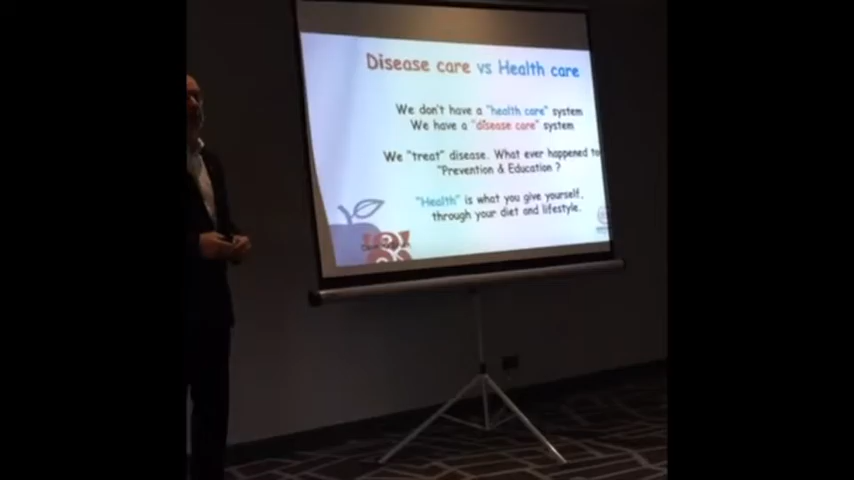 Disease care vs Health care
We don't have a "health care" system
We have a "disease care" system
We "treat" disease. What ever happened to
"Prevention & Education ?
"Health" is what you give yourself,
through your diet and lifestyle.